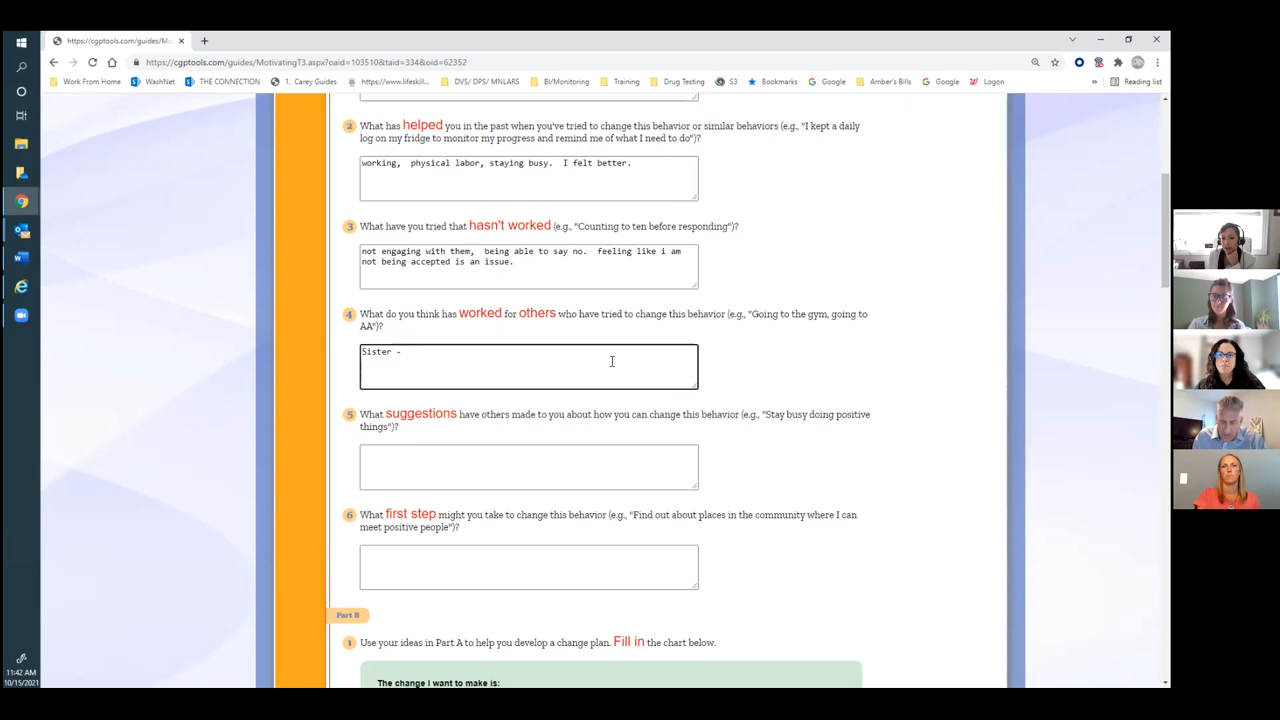 https://cgptools.com/guides/Mo
https://cgptools.com/guides/MotivatingT3.aspx?oaid=103510&taid=334&oid=62352
Work From Home
WashNet
THE CONNECTION
1. Carey Guides
https://www.lifeskill...
DVS/ DPS/ MNLARS
BI/Monitoring
Training
Drug Testing
S3
Bookmarks
Google
Amber's Bills
Google
Logon
Reading list
2 What has helped you in the past when you've tried to change this behavior or similar behaviors (e.g., "I kept a daily
log on my fridge to monitor my progress and remind me of what I need to do")?
working, physical labor, staying busy. I felt better.
3 What have you tried that hasn't worked (e.g., "Counting to ten before responding")?
not engaging with them, being able to say no. feeling like i am
not being accepted is an issue.
4 What do you think has worked for others who have tried to change this behavior (e.g., "Going to the gym, going to
AA")?
Sister -
5 What suggestions have others made to you about how you can change this behavior (e.g., "Stay busy doing positive
things")?
6 What first step might you take to change this behavior (e.g., "Find out about places in the community where I can
meet positive people")?
Part B
1 Use your ideas in Part A to help you develop a change plan. Fill in the chart below.
The change I want to make is:
11:42 AM
10/15/2021